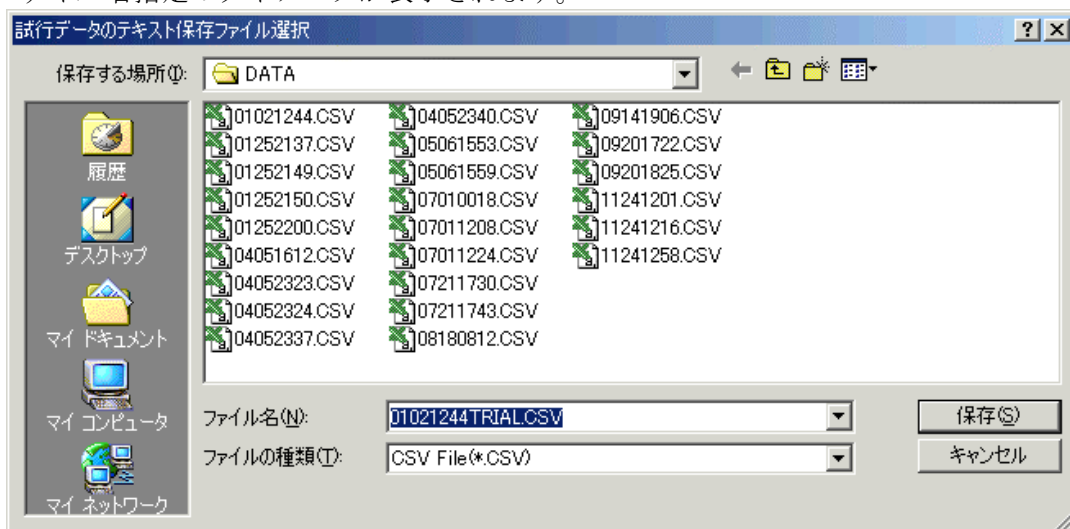 試行データのテキスト保存ファイル選択
保存する場所(I):
DATA
履歴
デスクトップ
マイ ドキュメント
マイ コンピュータ
マイ ネットワーク
01021244.CSV
01252137.CSV
01252149.CSV
01252150.CSV
01252200.CSV
04051612.CSV
04052323.CSV
04052324.CSV
04052337.CSV
04052340.CSV
05061553.CSV
05061559.CSV
07010018.CSV
07011208.CSV
07011224.CSV
07211730.CSV
07211743.CSV
08180812.CSV
09141906.CSV
09201722.CSV
09201825.CSV
11241201.CSV
11241216.CSV
11241258.CSV
ファイル名(N):
01021244TRIAL.CSV
保存(S)
ファイルの種類(T):
CSV File(*.CSV)
キャンセル